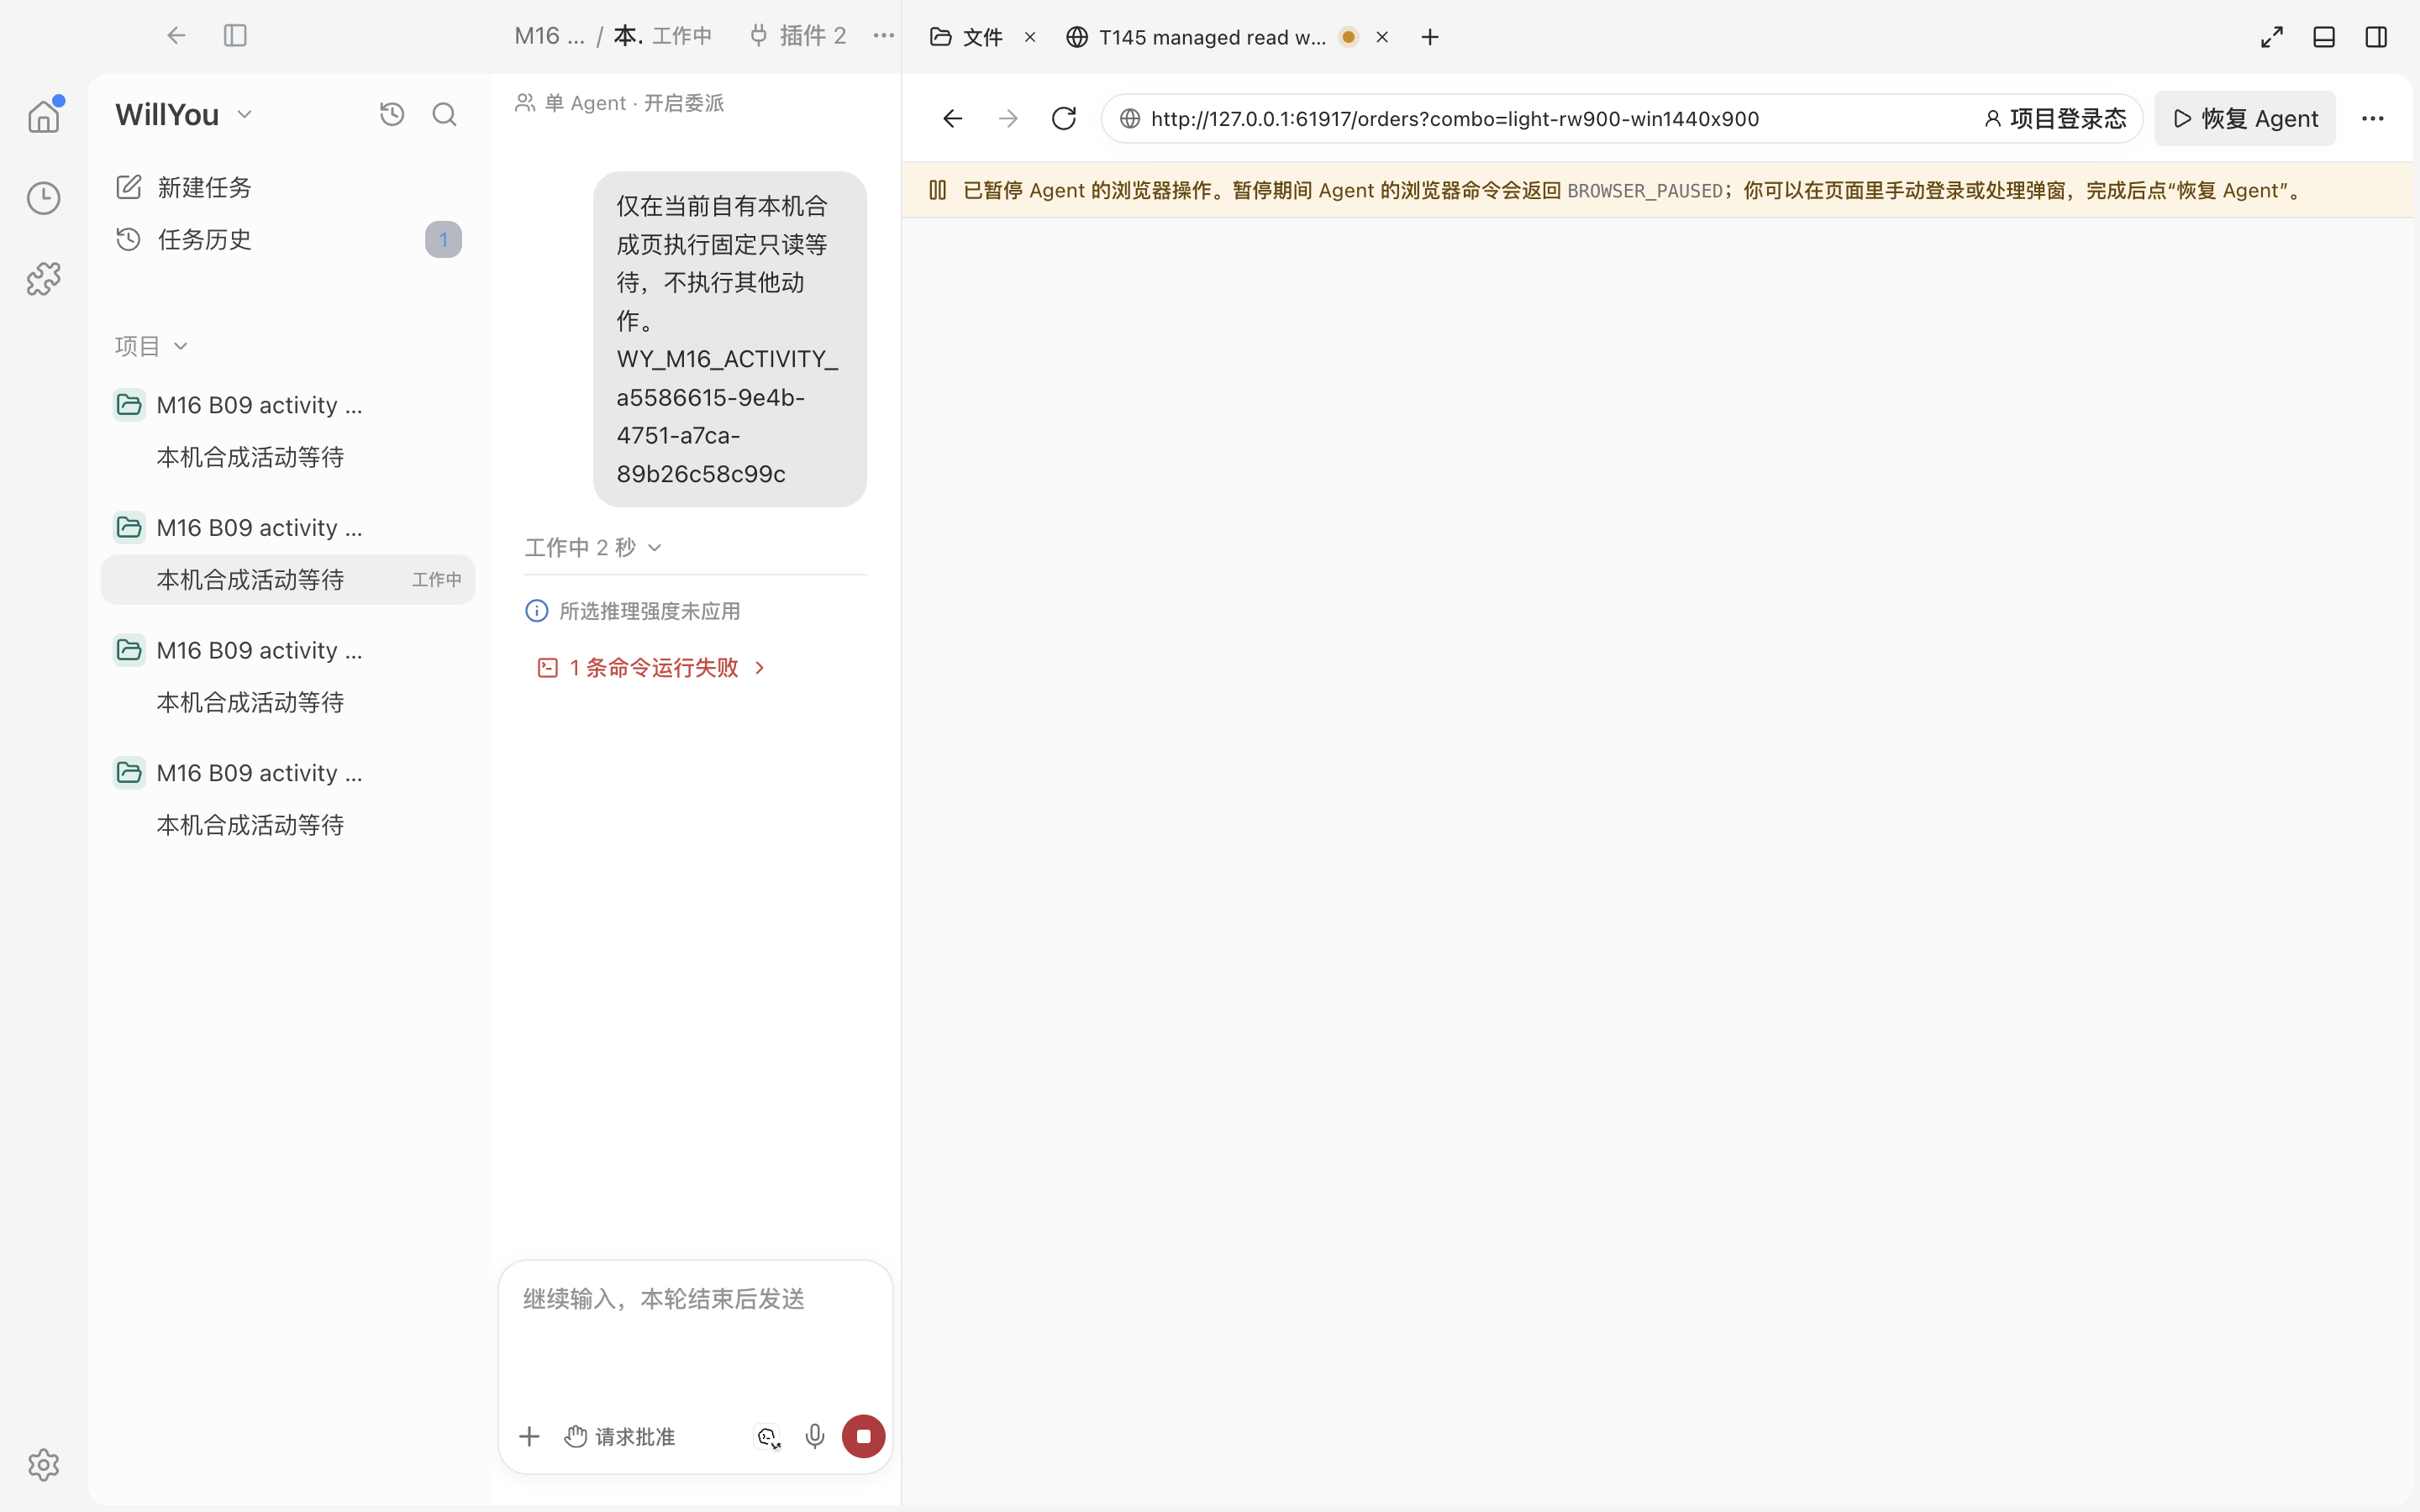 M16 ... / 本. 工作中 插件 2
文件
T145 managed read w...
WillYou
新建任务
任务历史 1
项目
M16 B09 activity ...
本机合成活动等待
M16 B09 activity ...
本机合成活动等待 工作中
M16 B09 activity ...
本机合成活动等待
M16 B09 activity ...
本机合成活动等待
单 Agent · 开启委派
仅在当前自有本机合
成页执行固定只读等
待，不执行其他动
作。
WY_M16_ACTIVITY_
a5586615-9e4b-
4751-a7ca-
89b26c58c99c
工作中 2 秒
所选推理强度未应用
1 条命令运行失败
继续输入，本轮结束后发送
请求批准
http://127.0.0.1:61917/orders?combo=light-rw900-win1440x900 项目登录态 恢复 Agent
已暂停 Agent 的浏览器操作。暂停期间 Agent 的浏览器命令会返回 BROWSER_PAUSED；你可以在页面里手动登录或处理弹窗，完成后点“恢复 Agent”。